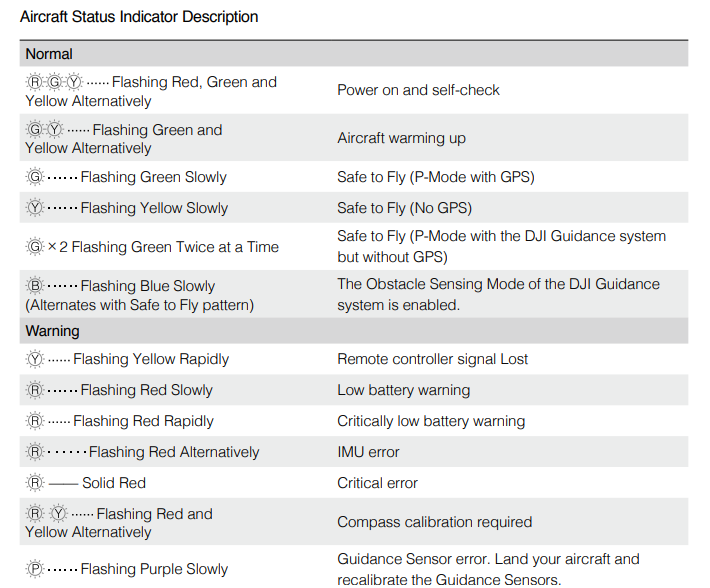 Aircraft Status Indicator Description
Normal
R G Y ······ Flashing Red, Green and
Yellow Alternatively
Power on and self-check
G Y ······ Flashing Green and
Yellow Alternatively
Aircraft warming up
G ······ Flashing Green Slowly
Safe to Fly (P-Mode with GPS)
Y ······ Flashing Yellow Slowly
Safe to Fly (No GPS)
G × 2 Flashing Green Twice at a Time
Safe to Fly (P-Mode with the DJI Guidance system
but without GPS)
B ······ Flashing Blue Slowly
(Alternates with Safe to Fly pattern)
The Obstacle Sensing Mode of the DJI Guidance
system is enabled.
Warning
Y ······ Flashing Yellow Rapidly
Remote controller signal Lost
R ······ Flashing Red Slowly
Low battery warning
R ······ Flashing Red Rapidly
Critically low battery warning
R ······ Flashing Red Alternatively
IMU error
R —— Solid Red
Critical error
R Y ······ Flashing Red and
Yellow Alternatively
Compass calibration required
P ······ Flashing Purple Slowly
Guidance Sensor error. Land your aircraft and
recalibrate the Guidance Sensors.